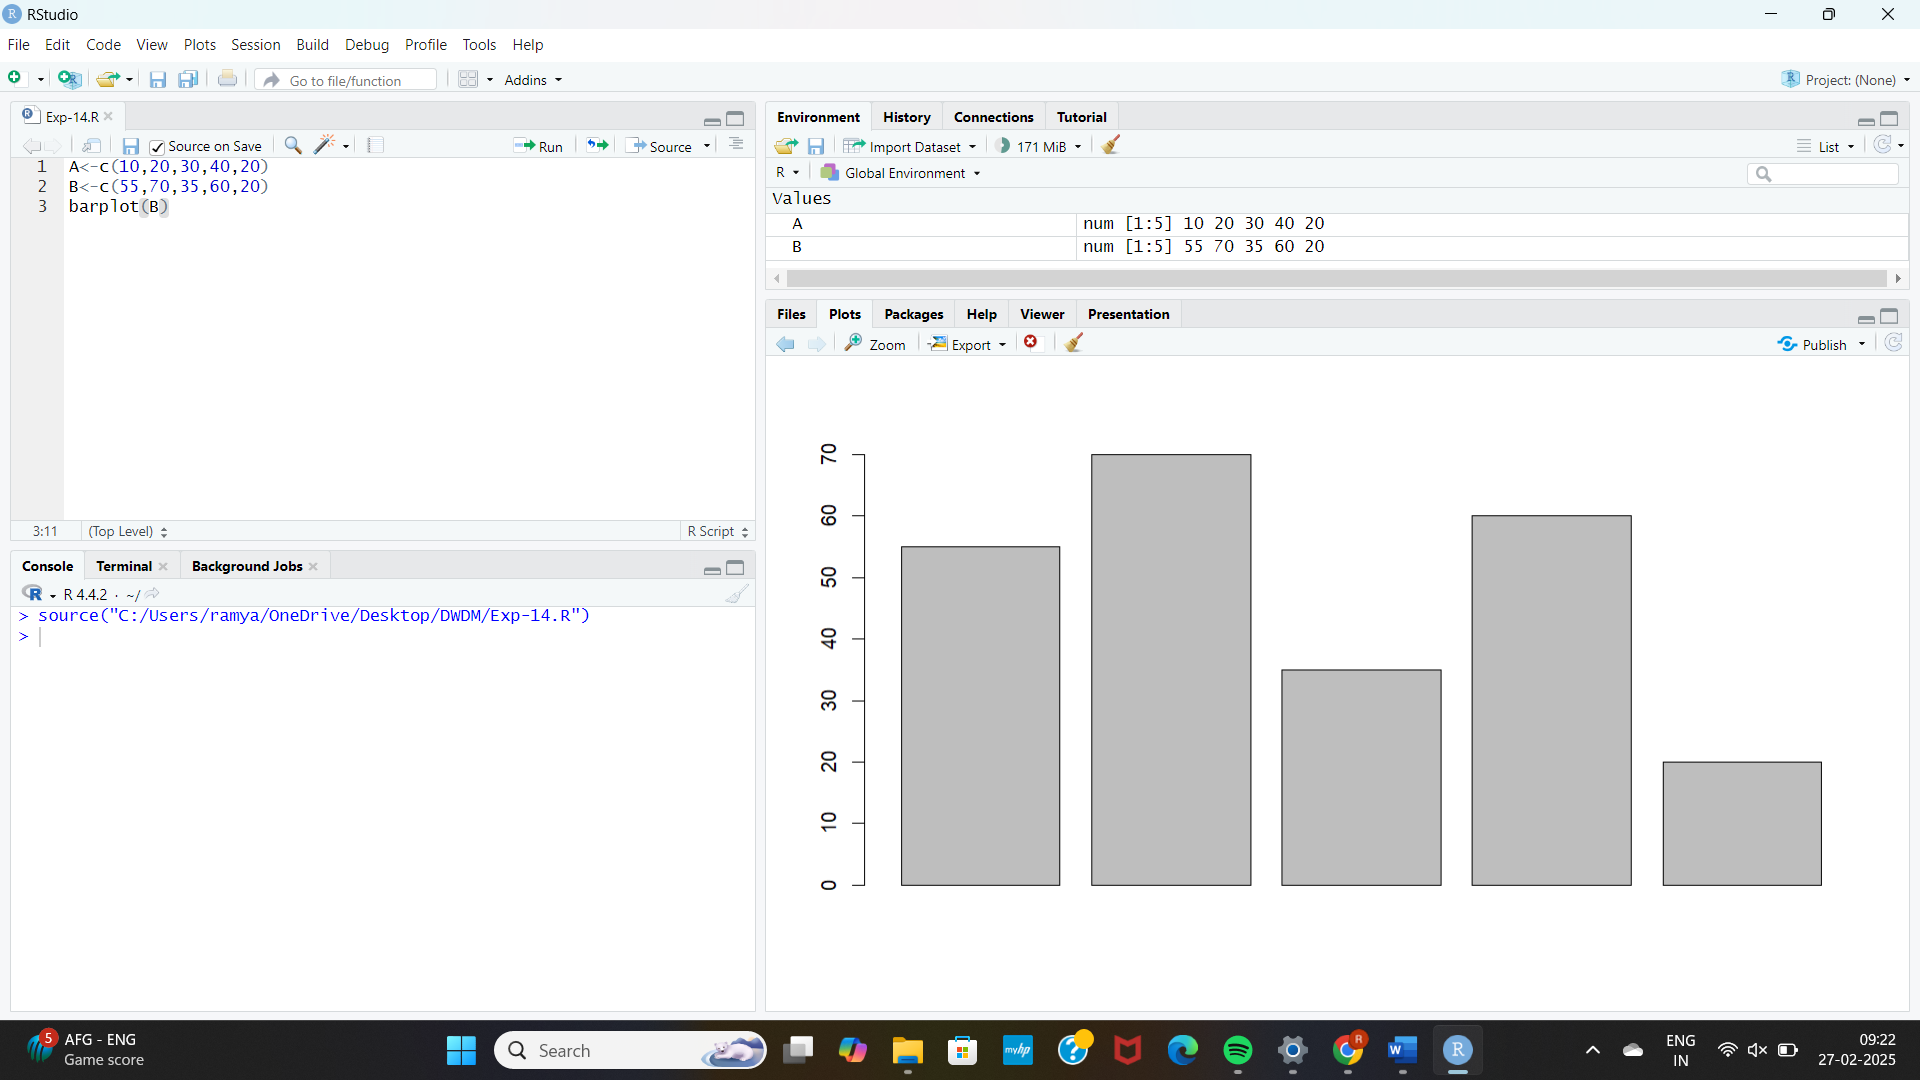 RStudio
File Edit Code View Plots Session Build Debug Profile Tools Help
Go to file/function Addins Project: (None)
Exp-14.R
Source on Save Run Source
1 A<-c(10,20,30,40,20)
2 B<-c(55,70,35,60,20)
3 barplot(B)
3:11 (Top Level) R Script
Console Terminal Background Jobs
R 4.4.2 · ~/
> source("C:/Users/ramya/OneDrive/Desktop/DWDM/Exp-14.R")
>
Environment History Connections Tutorial
Import Dataset 171 MiB List
R Global Environment
Values
A num [1:5] 10 20 30 40 20
B num [1:5] 55 70 35 60 20
Files Plots Packages Help Viewer Presentation
Zoom Export Publish
70
60
50
40
30
20
10
0
5 AFG - ENG
Game score
Search
myhp
R
W
R
ENG
IN
09:22
27-02-2025